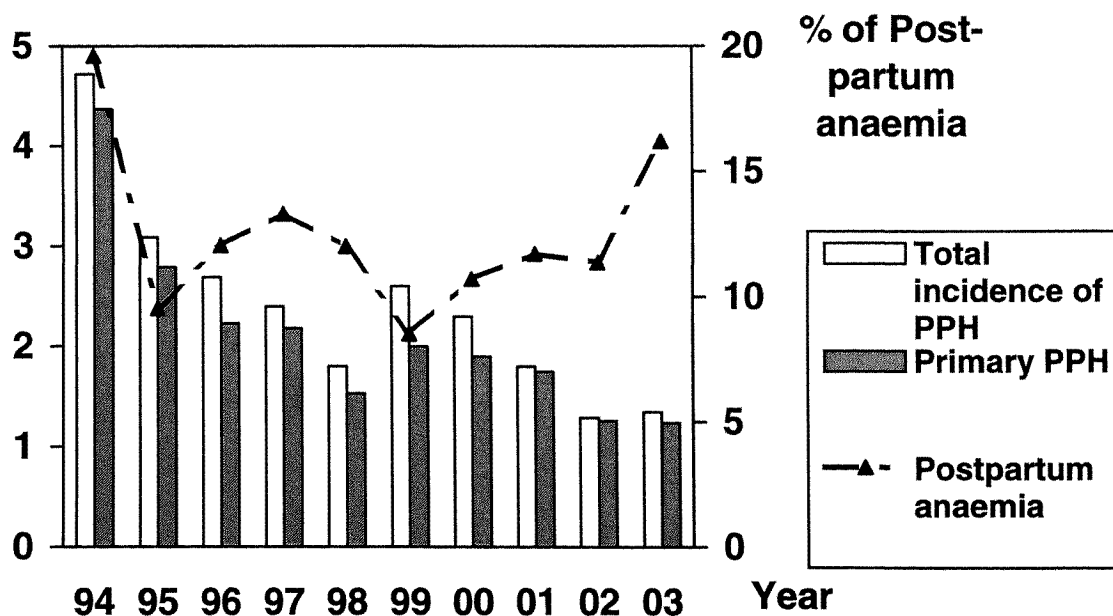 5
4
3
2
1
0
20
15
10
5
0
% of Post-
partum
anaemia
Total
incidence of
PPH
Primary PPH
Postpartum
anaemia
94 95 96 97 98 99 00 01 02 03 Year